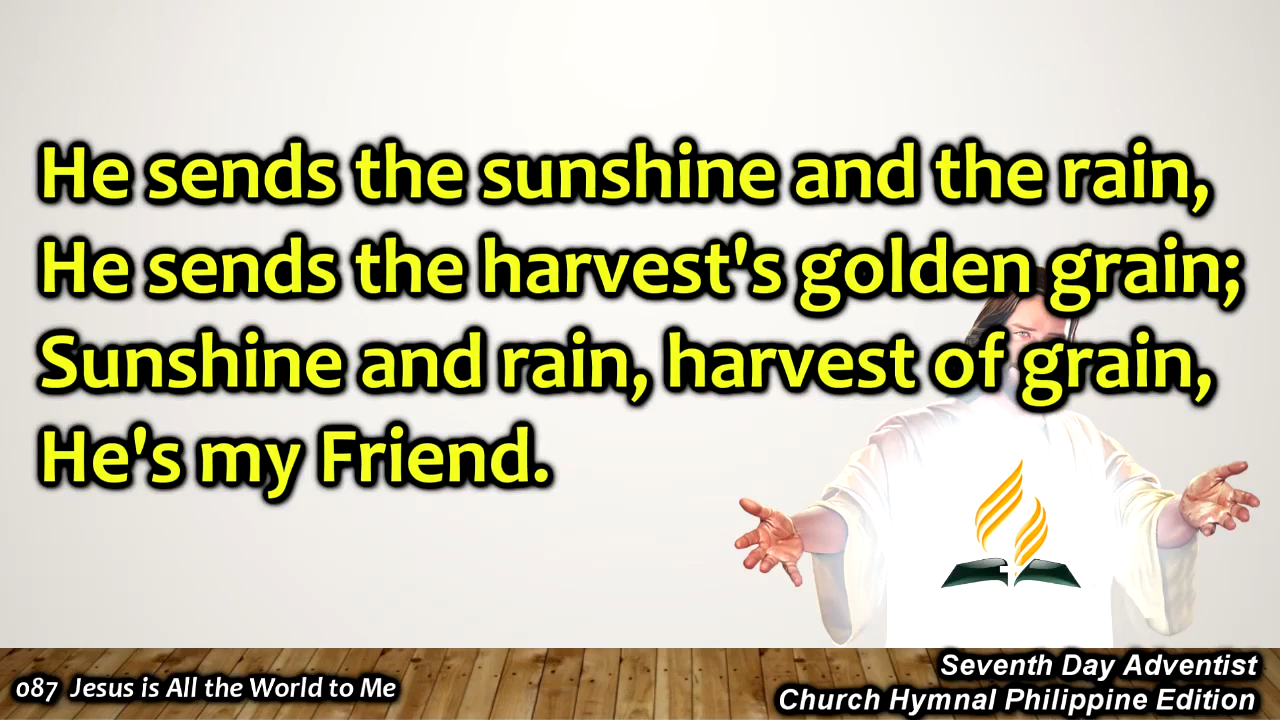 He sends the sunshine and the rain,
He sends the harvest's golden grain;
Sunshine and rain, harvest of grain,
He's my Friend.
087 Jesus is All the World to Me
Seventh Day Adventist
Church Hymnal Philippine Edition